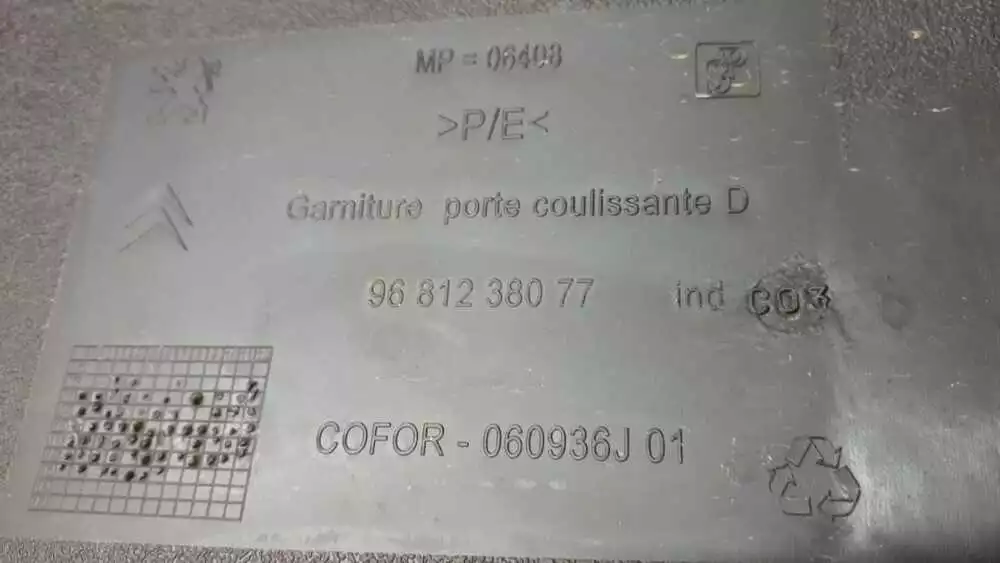 MP = 06408
>P/E<
Garniture porte coulissante D
96 812 380 77 ind C03
COFOR - 060936J 01